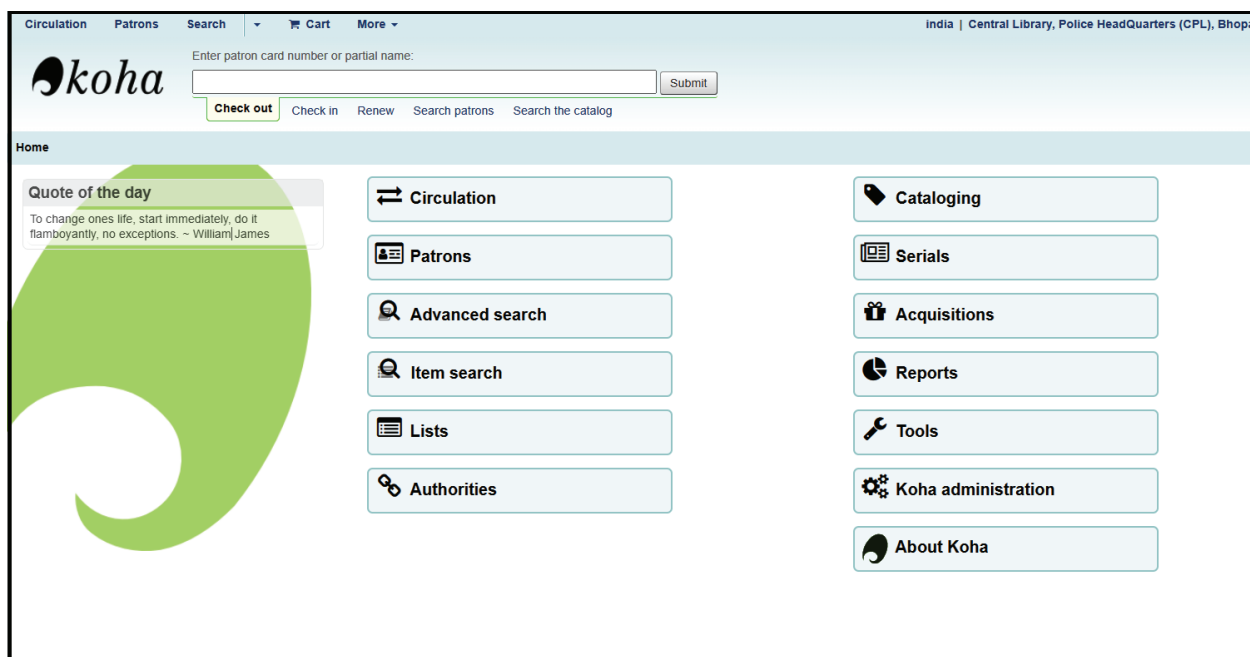 Circulation Patrons Search Cart More india | Central Library, Police HeadQuarters (CPL), Bhopa
koha
Enter patron card number or partial name:
Submit
Check out Check in Renew Search patrons Search the catalog
Home
Quote of the day
To change ones life, start immediately, do it
flamboyantly, no exceptions. ~ William James
Circulation
Patrons
Advanced search
Item search
Lists
Authorities
Cataloging
Serials
Acquisitions
Reports
Tools
Koha administration
About Koha